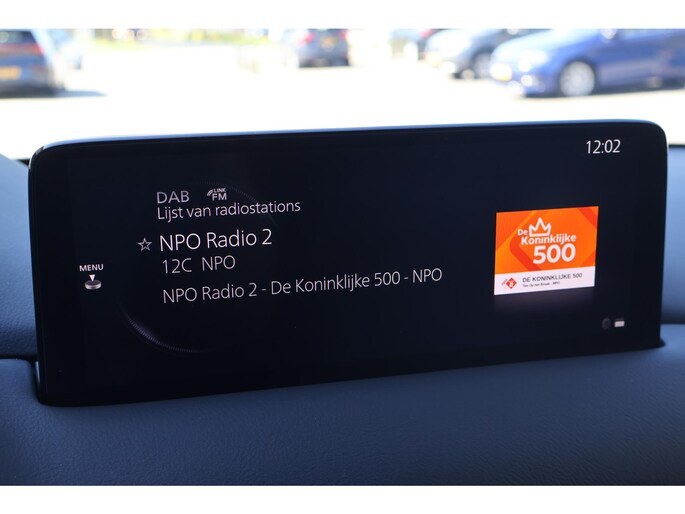 12:02
DAB LINK FM
Lijst van radiostations
☆ NPO Radio 2
12C NPO
NPO Radio 2 - De Koninklijke 500 - NPO
MENU
De
Koninklijke
500
DE KONINKLIJKE 500